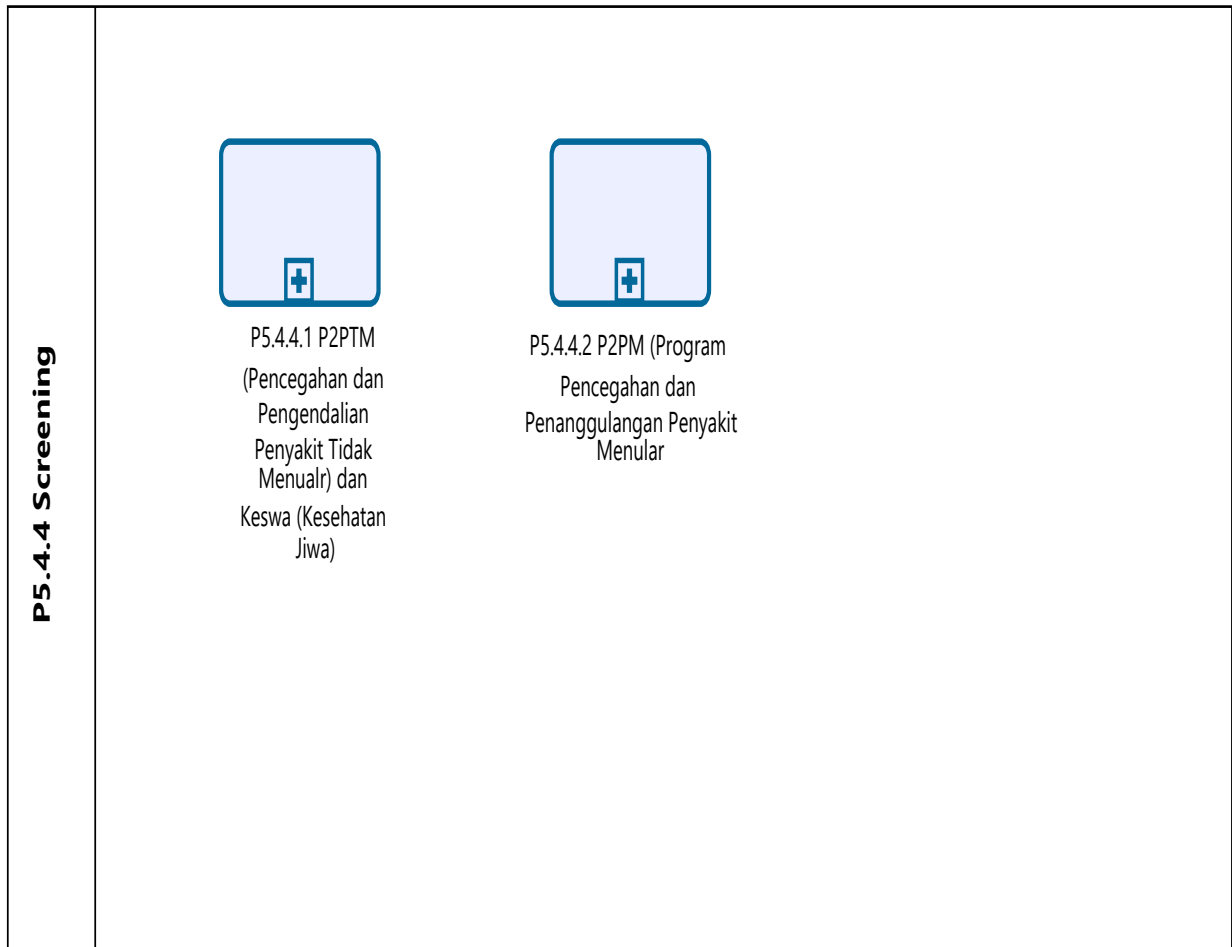 P5.4.4 Screening
P5.4.4.1 P2PTM
(Pencegahan dan
Pengendalian
Penyakit Tidak
Menualr) dan
Keswa (Kesehatan
Jiwa)
P5.4.4.2 P2PM (Program
Pencegahan dan
Penanggulangan Penyakit
Menular